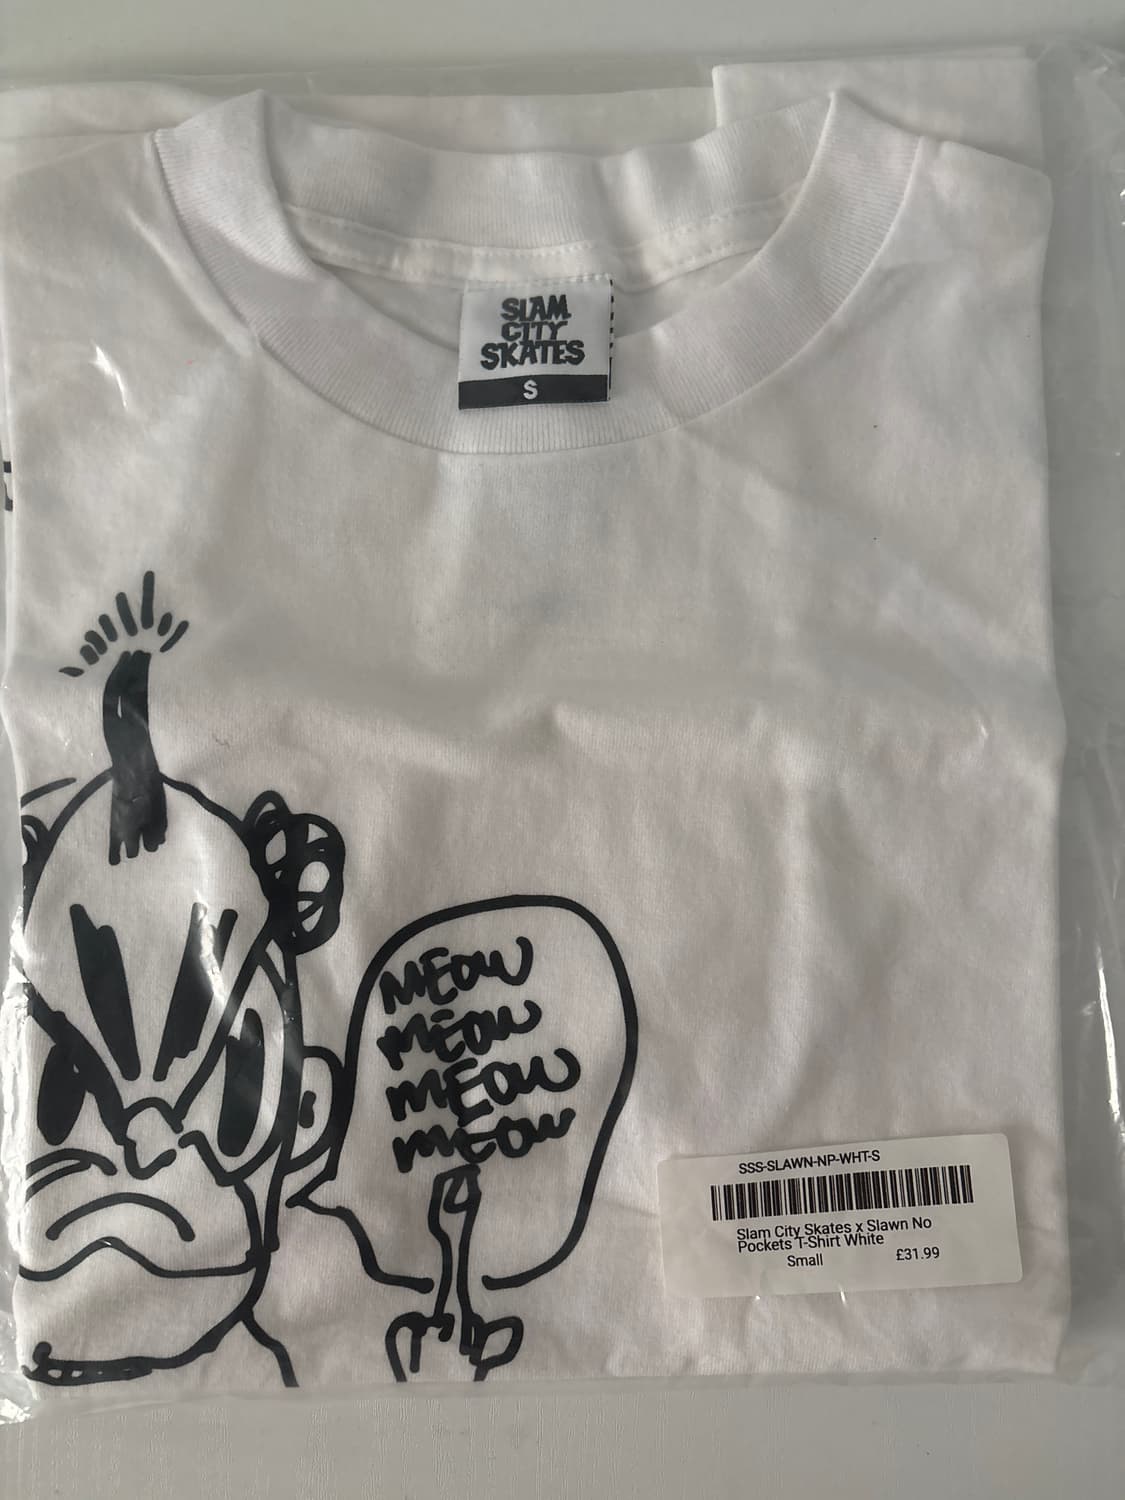 SLAM
CITY
SKATES
S
MEOW
MEOW
MEOW
MEOW
SSS-SLAWN-NP-WHT-S
Slam City Skates x Slawn No
Pockets T-Shirt White
Small £31.99